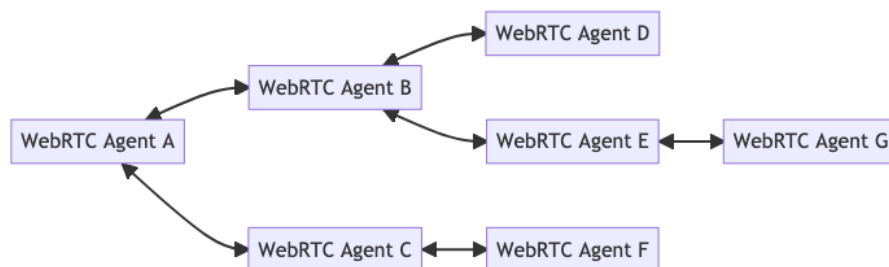 WebRTC Agent D
WebRTC Agent B
WebRTC Agent A
WebRTC Agent E
WebRTC Agent G
WebRTC Agent C
WebRTC Agent F